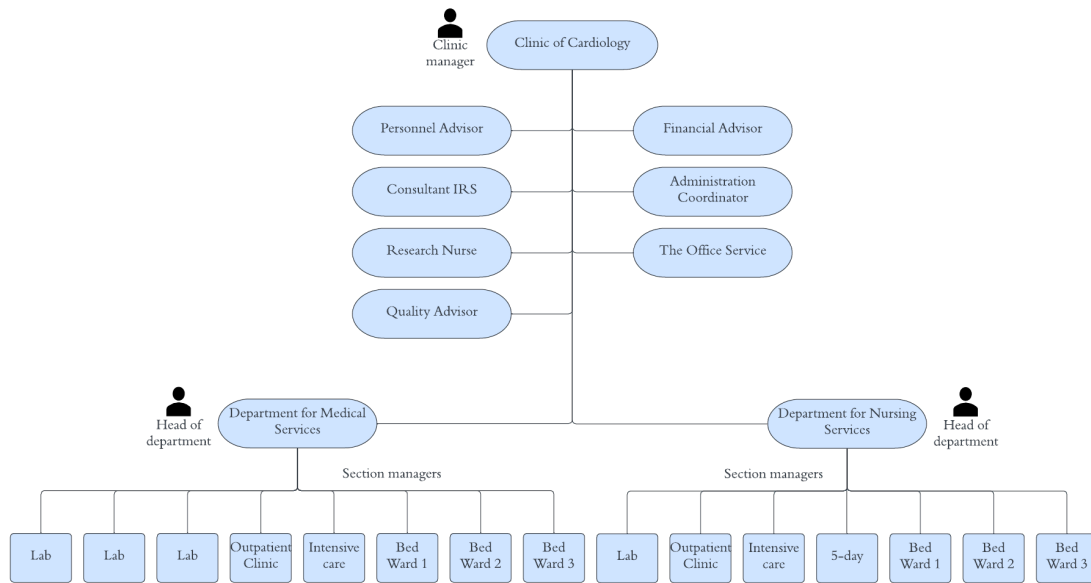 Clinic
manager
Clinic of Cardiology
Personnel Advisor
Financial Advisor
Consultant IRS
Administration
Coordinator
Research Nurse
The Office Service
Quality Advisor
Head of
department
Department for Medical
Services
Department for Nursing
Services
Head of
department
Section managers
Section managers
Lab
Lab
Lab
Outpatient
Clinic
Intensive
care
Bed
Ward 1
Bed
Ward 2
Bed
Ward 3
Lab
Outpatient
Clinic
Intensive
care
5-day
Bed
Ward 1
Bed
Ward 2
Bed
Ward 3